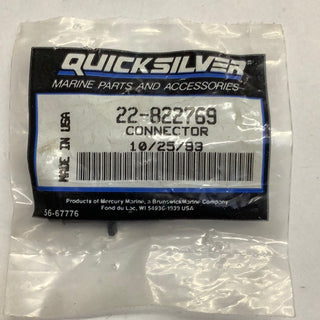 QUICKSILVER
MARINE PARTS AND ACCESSORIES
MADE IN USA
22-822769
CONNECTOR
10/25/93
Products of Mercury Marine, a Brunswick Marine Company
Fond du Lac, WI 54936-1939 USA
56-67776